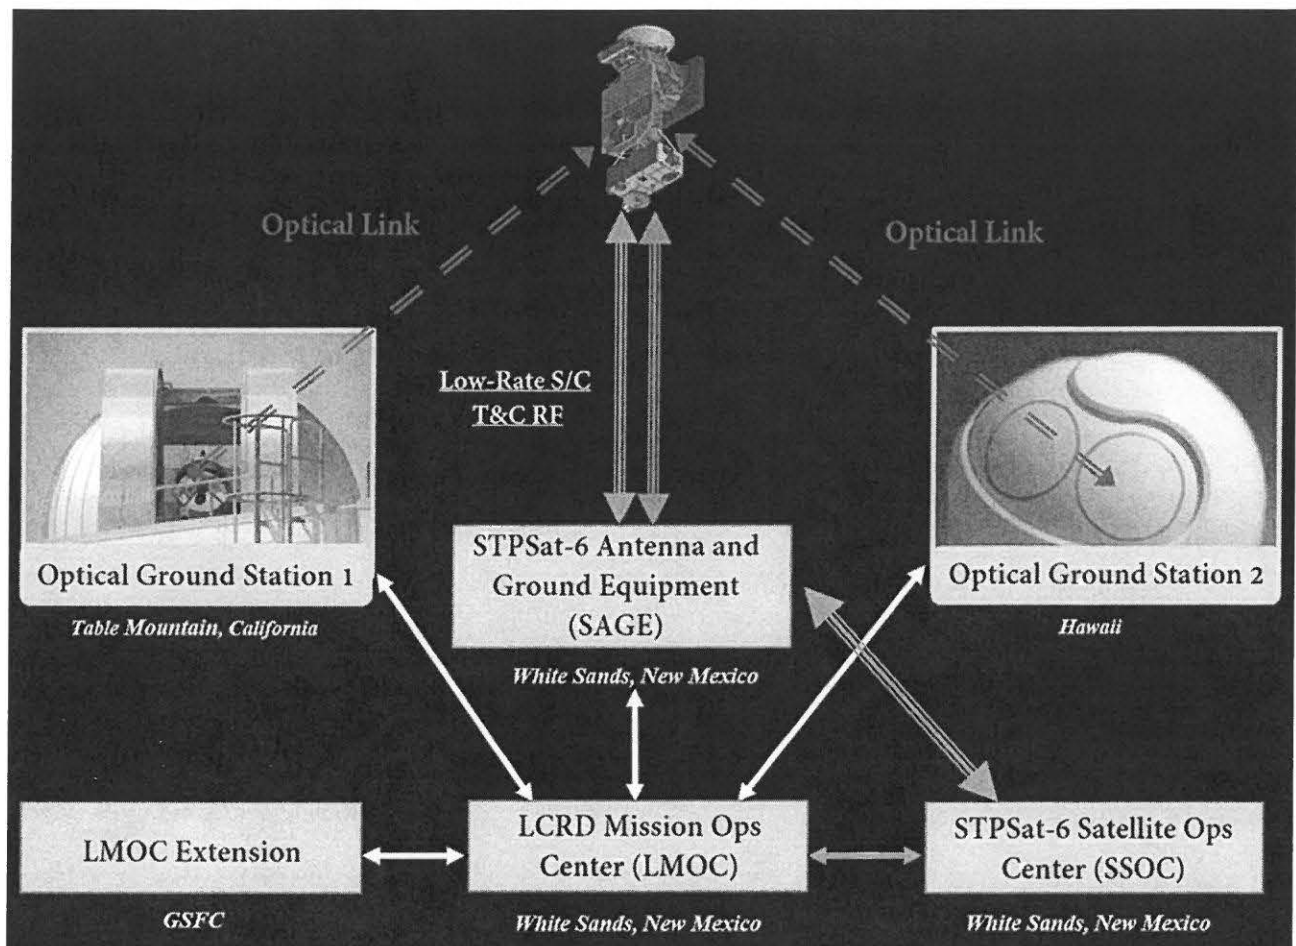 Optical Link
Optical Link
Low-Rate S/C
T&C RF
STPSat-6 Antenna and
Ground Equipment
(SAGE)
White Sands, New Mexico
Optical Ground Station 1
Table Mountain, California
Optical Ground Station 2
Hawaii
LMOC Extension
GSFC
LCRD Mission Ops
Center (LMOC)
White Sands, New Mexico
STPSat-6 Satellite Ops
Center (SSOC)
White Sands, New Mexico